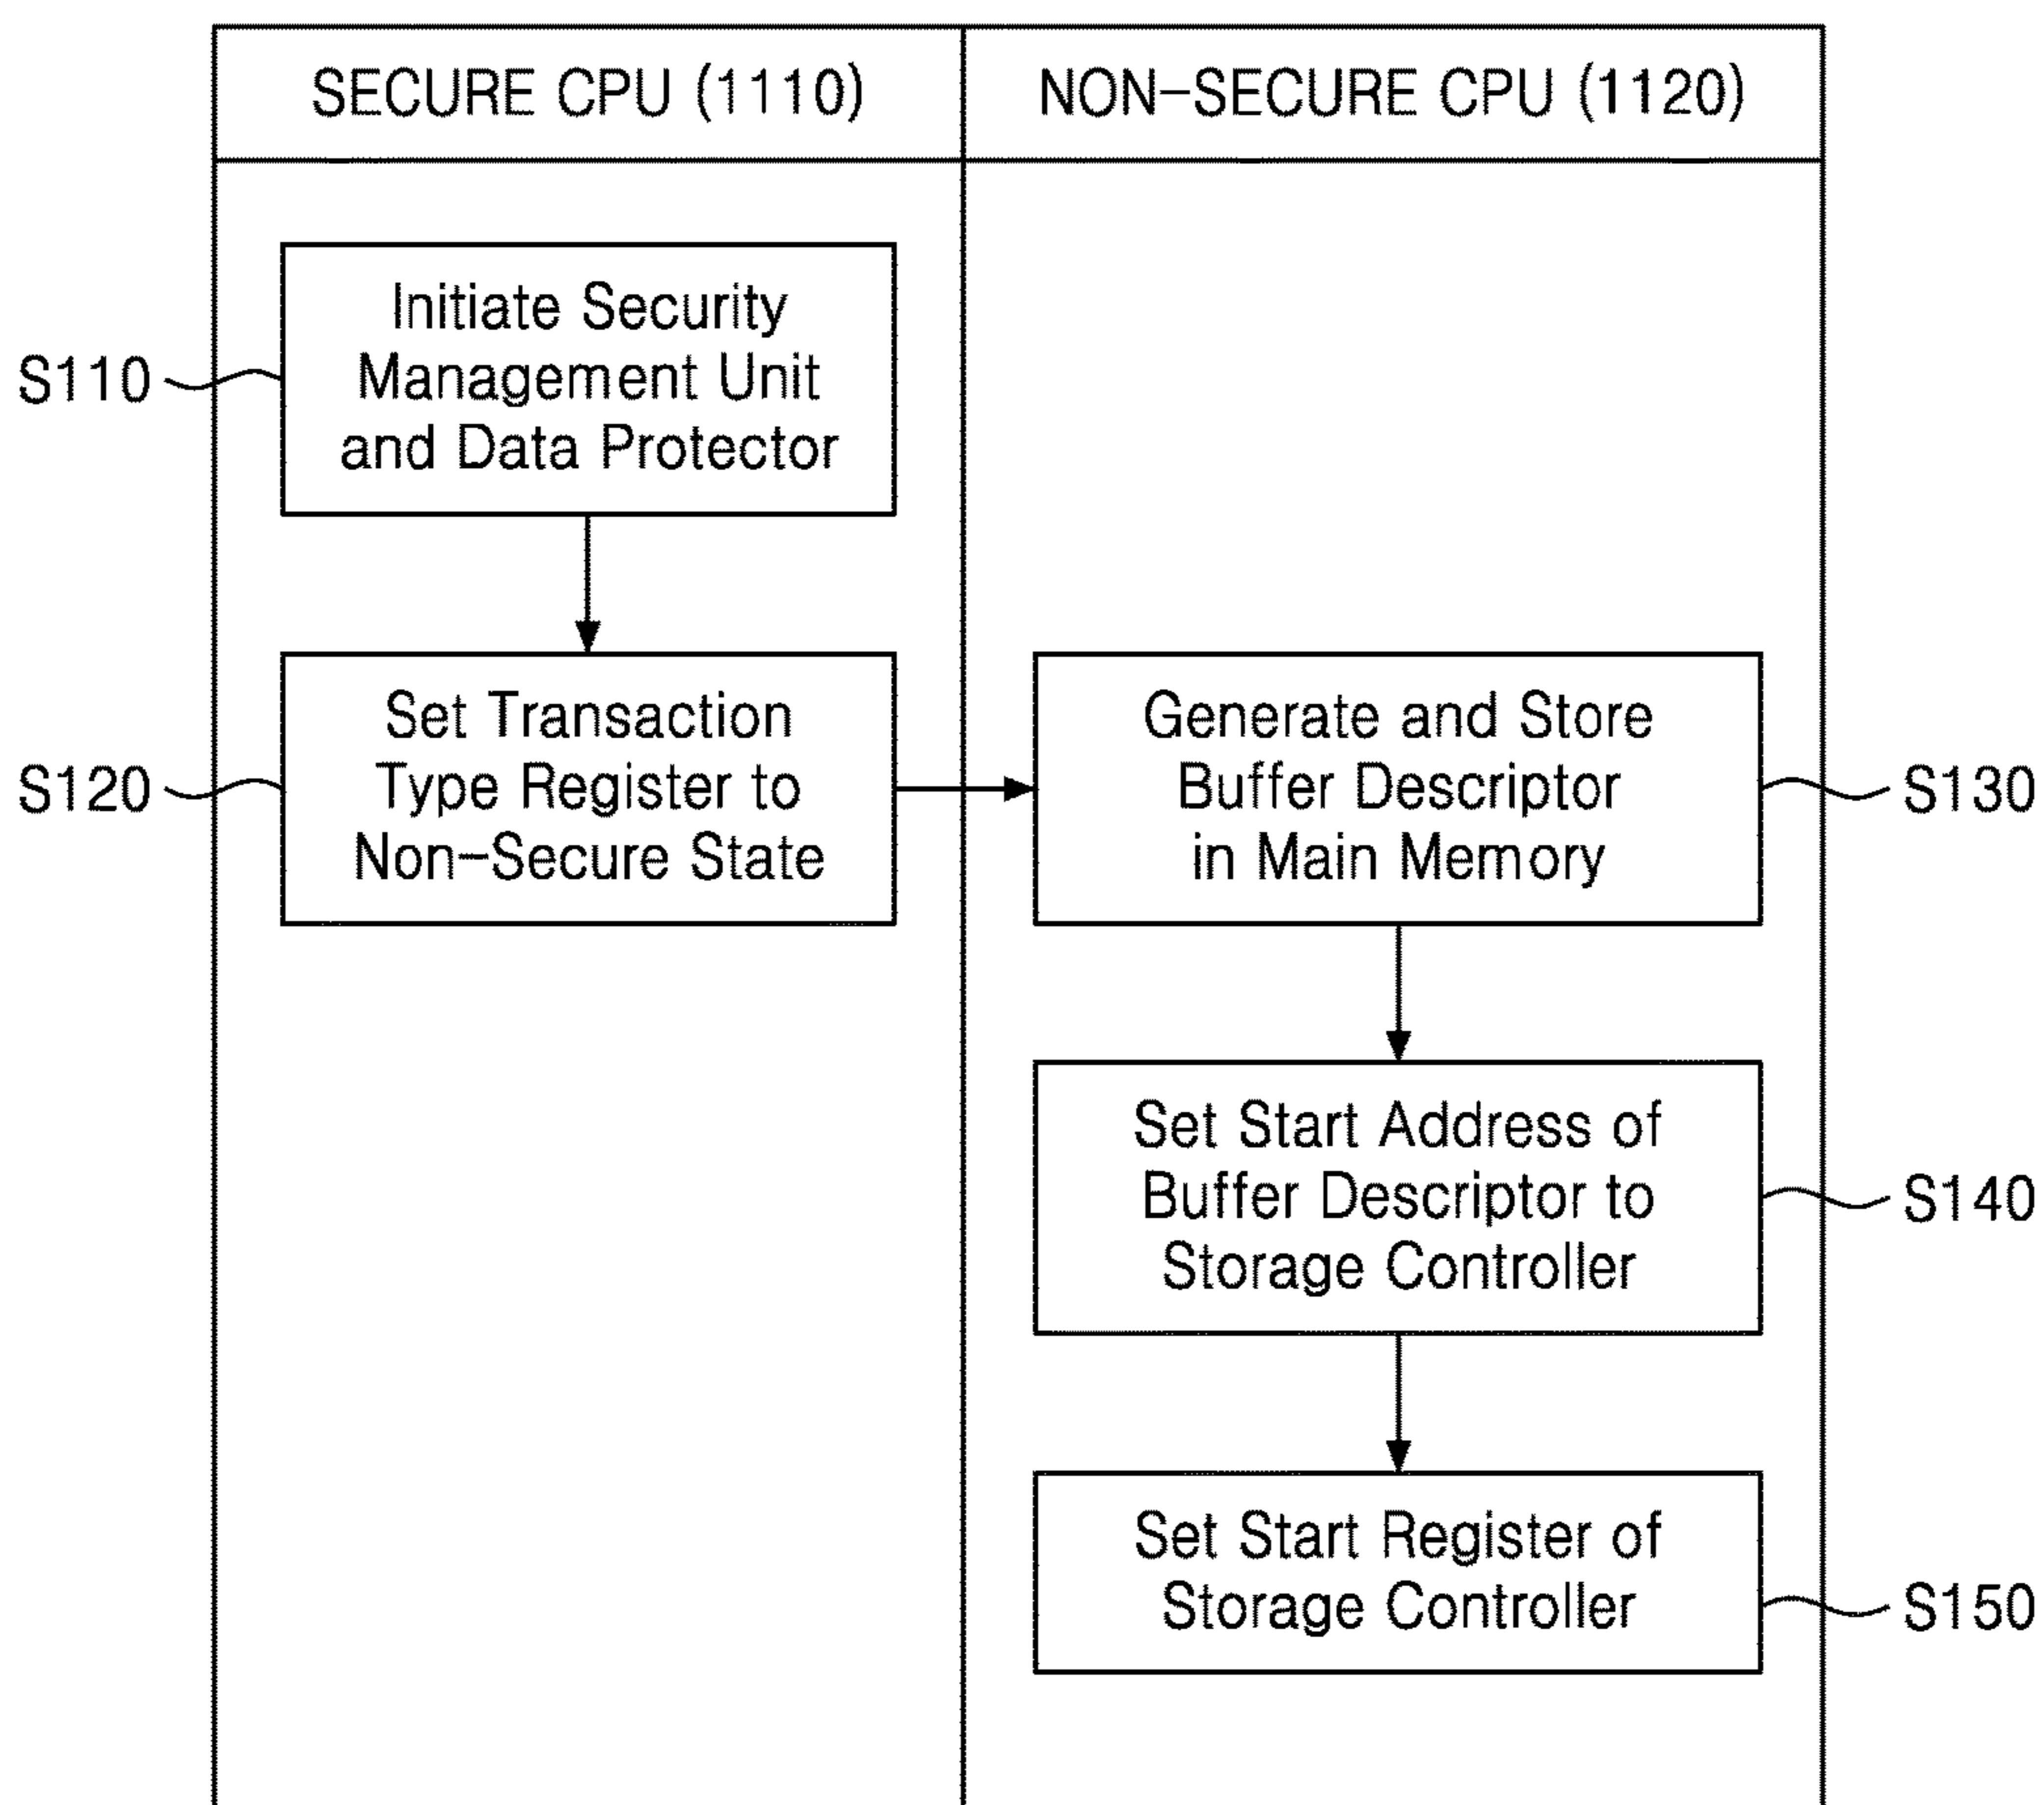 SECURE CPU (1110)
NON-SECURE CPU (1120)
S110
Initiate Security
Management Unit
and Data Protector
S120
Set Transaction
Type Register to
Non-Secure State
Generate and Store
Buffer Descriptor
in Main Memory
S130
Set Start Address of
Buffer Descriptor to
Storage Controller
S140
Set Start Register of
Storage Controller
S150